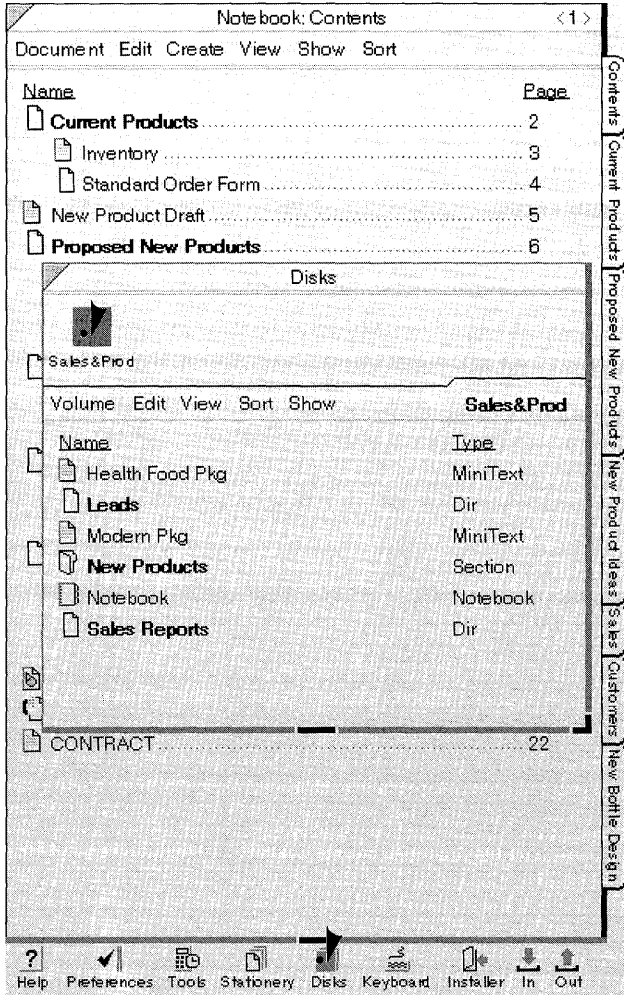 Notebook: Contents <1>
Document Edit Create View Show Sort
Name Page
Current Products 2
Inventory 3
Standard Order Form 4
New Product Draft 5
Proposed New Products 6
Disks
Sales&Prod
Volume Edit View Sort Show Sales&Prod
Name Type
Health Food Pkg MiniText
Leads Dir
Modern Pkg MiniText
New Products Section
Notebook Notebook
Sales Reports Dir
CONTRACT 22
Contents
Current Products
Proposed New Products
New Product Ideas
Sales
Customers
New Bottle Design
? Help Preferences Tools Stationery Disks Keyboard Installer In Out